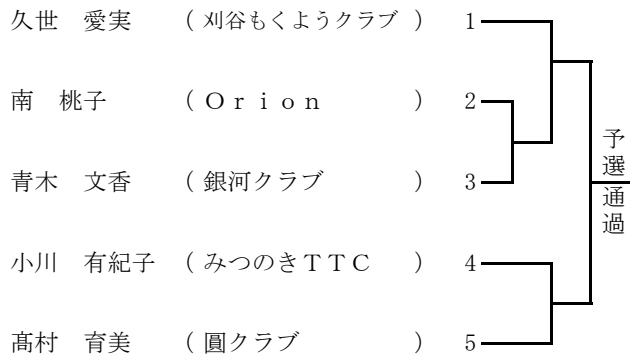 久世　愛実　（刈谷もくようクラブ）　1
南　桃子　（Ｏｒｉｏｎ　）　2
青木　文香　（銀河クラブ　）　3
小川　有紀子　（みつのきＴＴＣ　）　4
髙村　育美　（圓クラブ　）　5
予選通過